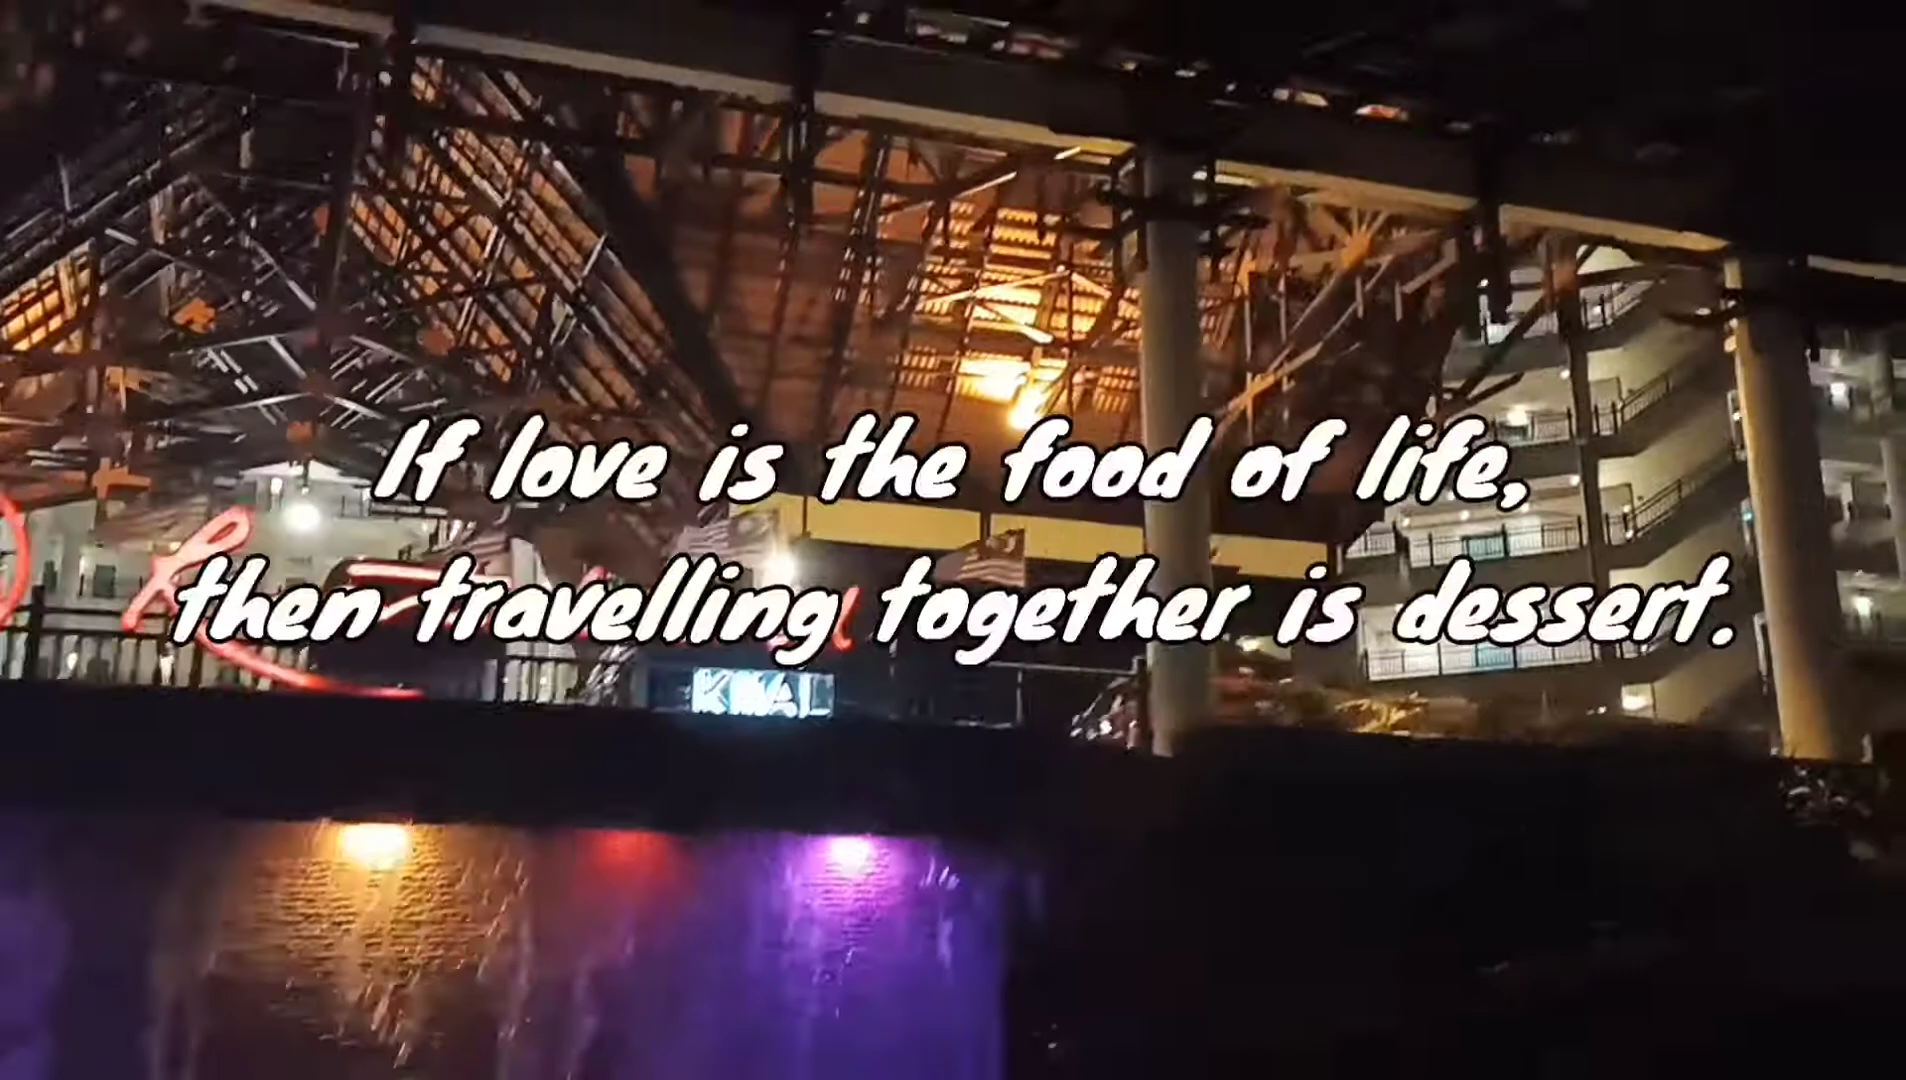 If love is the food of life,
then travelling together is dessert.